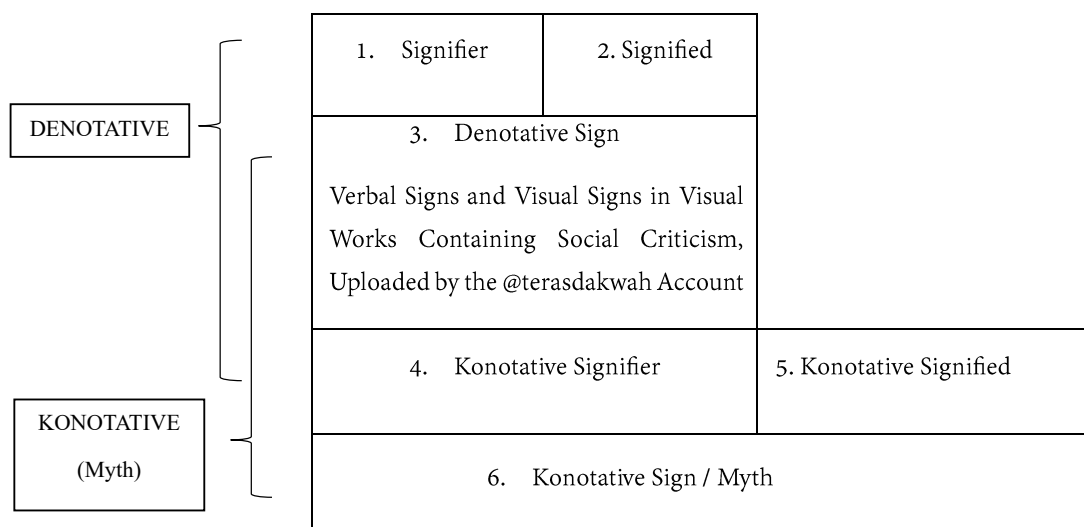 1. Signifier
2. Signified
DENOTATIVE
3. Denotative Sign
Verbal Signs and Visual Signs in Visual
Works Containing Social Criticism,
Uploaded by the @terasdakwah Account
4. Konotative Signifier
5. Konotative Signified
KONOTATIVE
(Myth)
6. Konotative Sign / Myth